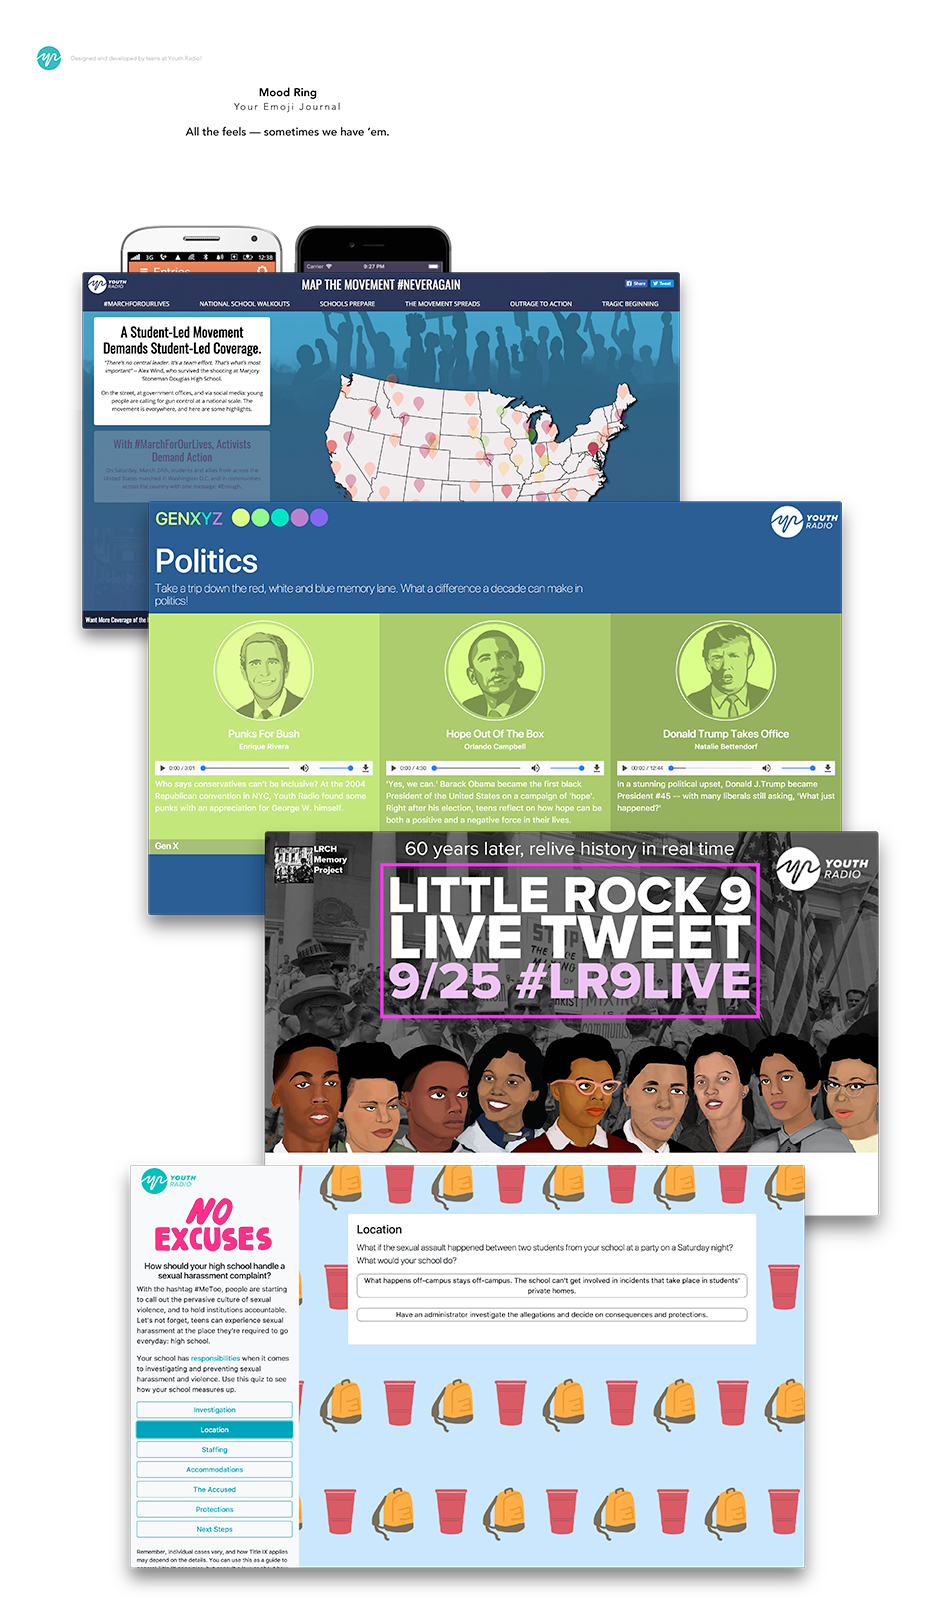 Designed and developed by teens at Youth Radio!
Mood Ring
Your Emoji Journal
All the feels — sometimes we have ‘em.
3G
12:38
Carrier
9:27 PM
Entries
YOUTH
RADIO
MAP THE MOVEMENT #NEVERAGAIN
Share
Tweet
#MARCHFOROURLIVES
NATIONAL SCHOOL WALKOUTS
SCHOOLS PREPARE
THE MOVEMENT SPREADS
OUTRAGE TO ACTION
TRAGIC BEGINNING
A Student-Led Movement
Demands Student-Led Coverage.
"There's no central leader. It's a team effort. That's what's most
important" – Alex Wind, who survived the shooting at Marjory
Stoneman Douglas High School.
On the street, at government offices, and via social media: young
people are calling for gun control at a national scale. The
movement is everywhere, and here are some highlights.
With #MarchForOurLives, Activists
Demand Action
On Saturday, March 24th, students and allies from across the
United States marched in Washington D.C. and in communities
across the country with one message: #Enough.
Want More Coverage of the
GENXYZ
YOUTH
RADIO
Politics
Take a trip down the red, white and blue memory lane. What a difference a decade can make in
politics!
Punks For Bush
Enrique Rivera
0:00 / 3:01
Who says conservatives can't be inclusive? At the 2004
Republican convention in NYC, Youth Radio found some
punks with an appreciation for George W. himself.
Gen X
Hope Out Of The Box
Orlando Campbell
0:00 / 4:30
'Yes, we can.' Barack Obama became the first black
President of the United States on a campaign of 'hope'.
Right after his election, teens reflect on how hope can be
both a positive and a negative force in their lives.
Donald Trump Takes Office
Natalie Bettendorf
00:00 / 12:44
In a stunning political upset, Donald J.Trump became
President #45 -- with many liberals still asking, 'What just
happened?'
LRCH
Memory
Project
60 years later, relive history in real time
YOUTH
RADIO
LITTLE ROCK 9
LIVE TWEET
9/25 #LR9LIVE
YOUTH
RADIO
NO
EXCUSES
How should your high school handle a
sexual harassment complaint?
With the hashtag #MeToo, people are starting
to call out the pervasive culture of sexual
violence, and to hold institutions accountable.
Let's not forget, teens can experience sexual
harassment at the place they're required to go
everyday: high school.
Your school has responsibilities when it comes
to investigating and preventing sexual
harassment and violence. Use this quiz to see
how your school measures up.
Investigation
Location
Staffing
Accommodations
The Accused
Protections
Next Steps
Remember, individual cases vary, and how Title IX applies
may depend on the details. You can use this as a guide to
Location
What if the sexual assault happened between two students from your school at a party on a Saturday night?
What would your school do?
What happens off-campus stays off-campus. The school can't get involved in incidents that take place in students'
private homes.
Have an administrator investigate the allegations and decide on consequences and protections.